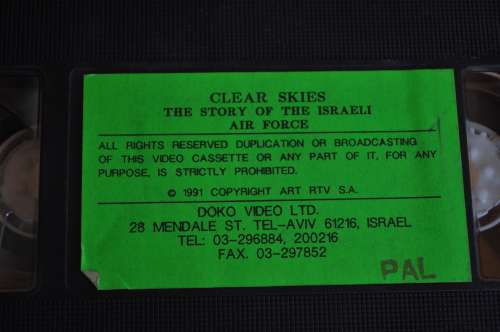 CLEAR SKIES
THE STORY OF THE ISRAELI
AIR FORCE
ALL RIGHTS RESERVED DUPLICATION OR BROADCASTING
OF THIS VIDEO CASSETTE OR ANY PART OF IT, FOR ANY
PURPOSE, IS STRICTLY PROHIBITED.
© 1991 COPYRIGHT ART RTV S.A.
DOKO VIDEO LTD.
28 MENDALE ST. TEL-AVIV 61216, ISRAEL
TEL: 03-296884, 200216
FAX. 03-297852
PAL